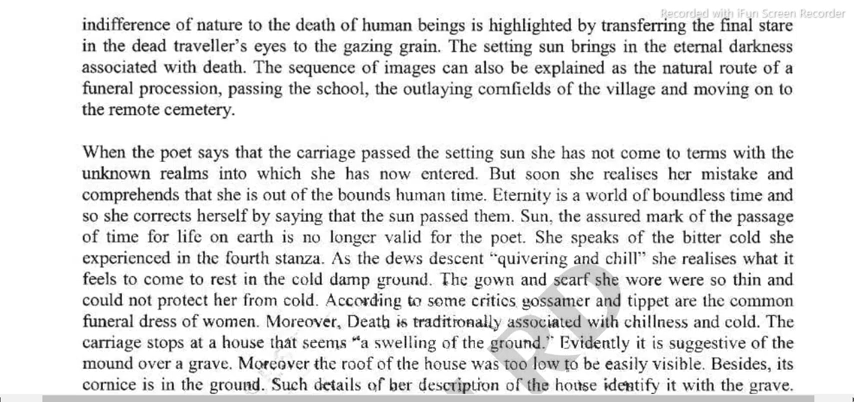 Recorded with iFun Screen Recorder
indifference of nature to the death of human beings is highlighted by transferring the final stare
in the dead traveller's eyes to the gazing grain. The setting sun brings in the eternal darkness
associated with death. The sequence of images can also be explained as the natural route of a
funeral procession, passing the school, the outlaying cornfields of the village and moving on to
the remote cemetery.
When the poet says that the carriage passed the setting sun she has not come to terms with the
unknown realms into which she has now entered. But soon she realises her mistake and
comprehends that she is out of the bounds human time. Eternity is a world of boundless time and
so she corrects herself by saying that the sun passed them. Sun, the assured mark of the passage
of time for life on earth is no longer valid for the poet. She speaks of the bitter cold she
experienced in the fourth stanza. As the dews descent "quivering and chill" she realises what it
feels to come to rest in the cold damp ground. The gown and scarf she wore were so thin and
could not protect her from cold. According to some critics gossamer and tippet are the common
funeral dress of women. Moreover, Death is traditionally associated with chillness and cold. The
carriage stops at a house that seems "a swelling of the ground." Evidently it is suggestive of the
mound over a grave. Moreover the roof of the house was too low to be easily visible. Besides, its
cornice is in the ground. Such details of her description of the house identify it with the grave.